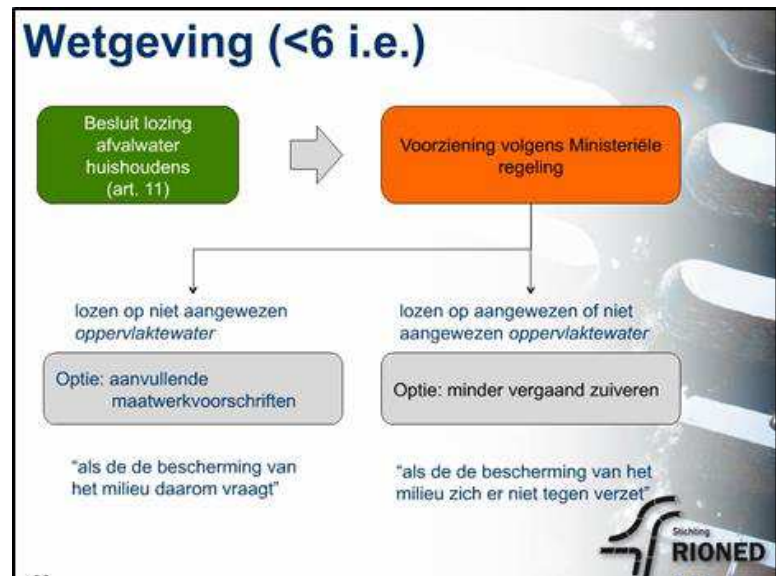 Wetgeving (<6 i.e.)
Besluit lozing
afvalwater
huishoudens
(art. 11)
Voorziening volgens Ministeriële
regeling
lozen op niet aangewezen
oppervlaktewater
lozen op aangewezen of niet
aangewezen oppervlaktewater
Optie: aanvullende
maatwerkvoorschriften
Optie: minder vergaand zuiveren
"als de de bescherming van
het milieu daarom vraagt"
"als de de bescherming van het
milieu zich er niet tegen verzet"
Stichting
RIONED